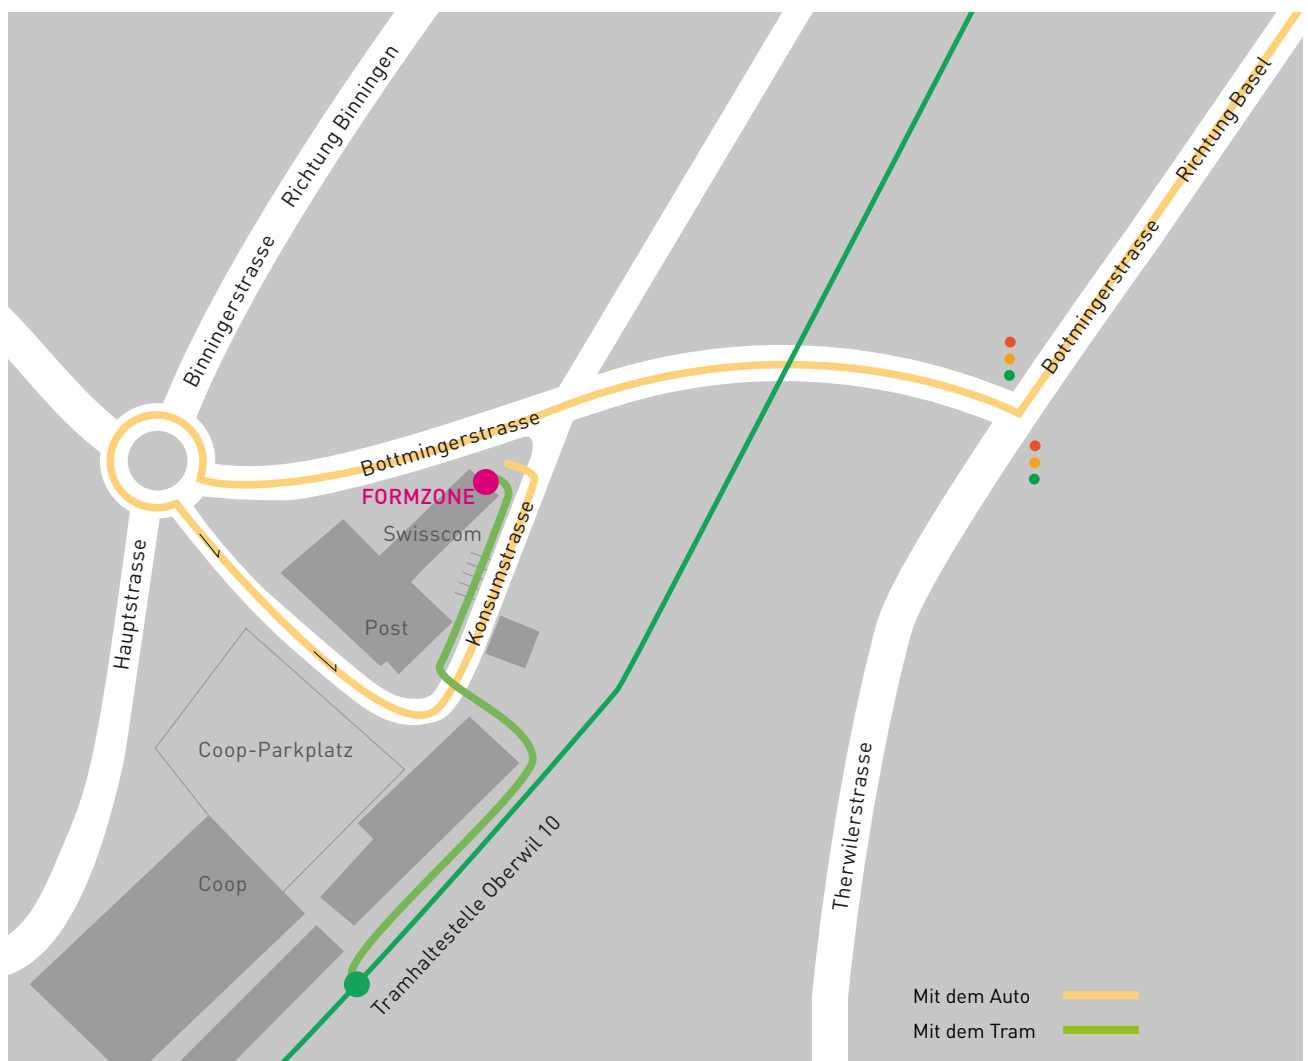 Richtung Binningen
Binningerstrasse
Richtung Basel
Bottmingerstrasse
Bottmingerstrasse
FORMZONE
Swisscom
Konsumstrasse
Post
Hauptstrasse
Coop-Parkplatz
Coop
Tramhaltestelle Oberwil 10
Therwilerstrasse
Mit dem Auto
Mit dem Tram